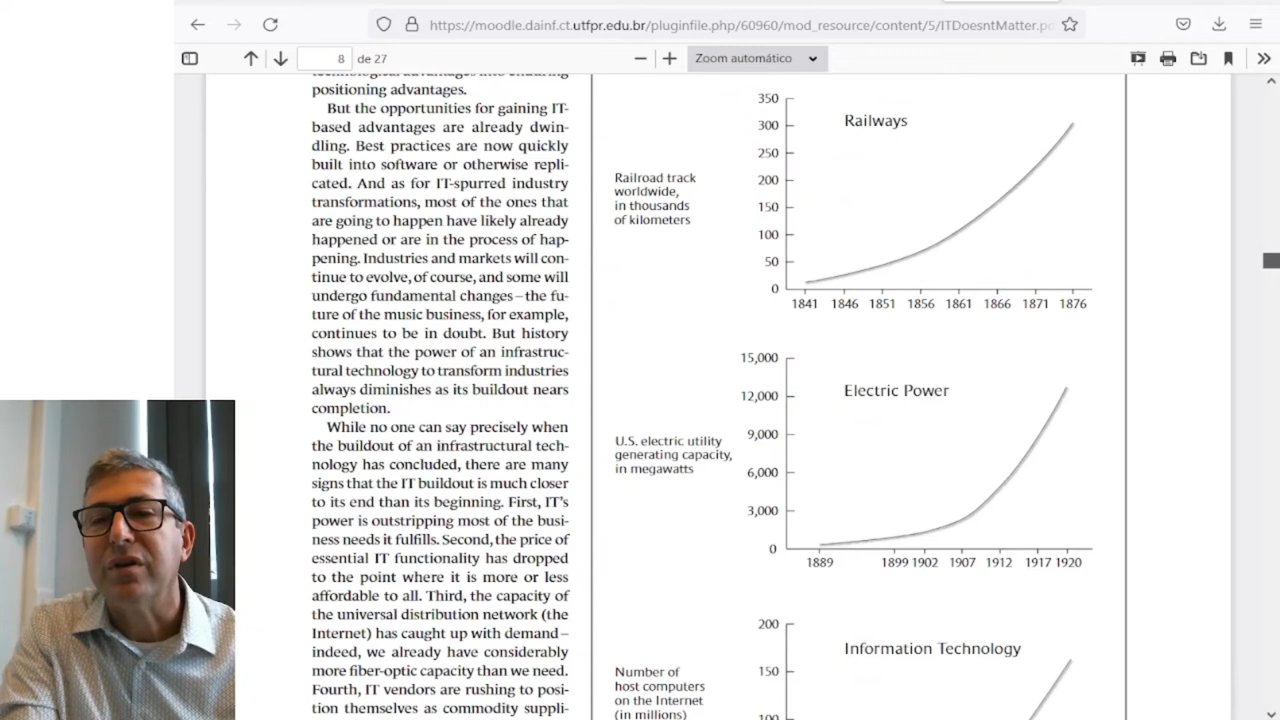 https://moodle.dainf.ct.utfpr.edu.br/pluginfile.php/60960/mod_resource/content/5/ITDoesntMatter.p
8 de 27
Zoom automático
technological advantages into enduring
positioning advantages.
But the opportunities for gaining IT-
based advantages are already dwin-
dling. Best practices are now quickly
built into software or otherwise repli-
cated. And as for IT-spurred industry
transformations, most of the ones that
are going to happen have likely already
happened or are in the process of hap-
pening. Industries and markets will con-
tinue to evolve, of course, and some will
undergo fundamental changes–the fu-
ture of the music business, for example,
continues to be in doubt. But history
shows that the power of an infrastruc-
tural technology to transform industries
always diminishes as its buildout nears
completion.
While no one can say precisely when
the buildout of an infrastructural tech-
nology has concluded, there are many
signs that the IT buildout is much closer
to its end than its beginning. First, IT's
power is outstripping most of the busi-
ness needs it fulfills. Second, the price of
essential IT functionality has dropped
to the point where it is more or less
affordable to all. Third, the capacity of
the universal distribution network (the
Internet) has caught up with demand–
indeed, we already have considerably
more fiber-optic capacity than we need.
Fourth, IT vendors are rushing to posi-
tion themselves as commodity suppli-
Railways
Railroad track
worldwide,
in thousands
of kilometers
350
300
250
200
150
100
50
0
1841 1846 1851 1856 1861 1866 1871 1876
Electric Power
U.S. electric utility
generating capacity,
in megawatts
15,000
12,000
9,000
6,000
3,000
0
1889 1899 1902 1907 1912 1917 1920
Information Technology
Number of
host computers
on the Internet
(in millions)
200
150
100